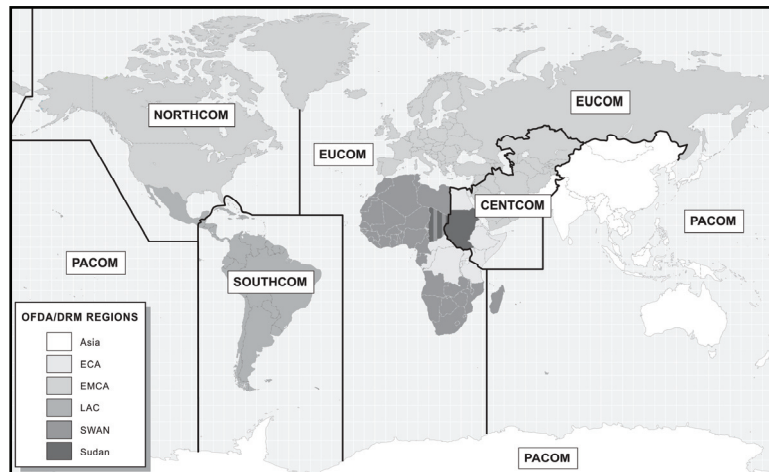 NORTHCOM
EUCOM
EUCOM
CENTCOM
PACOM
PACOM
SOUTHCOM
OFDA/DRM REGIONS
Asia
ECA
EMCA
LAC
SWAN
Sudan
PACOM